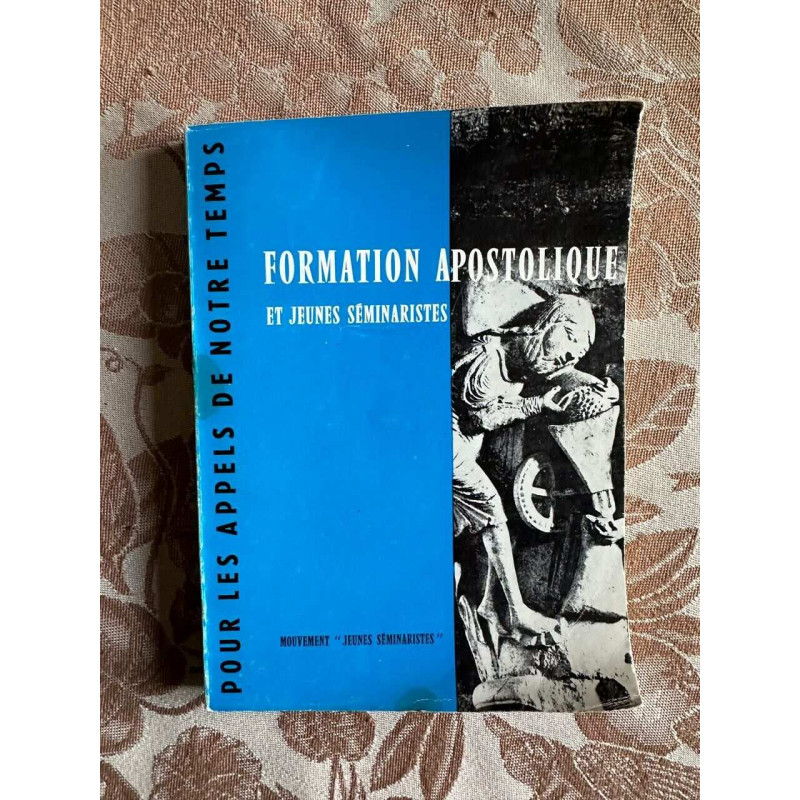 POUR LES APPELS DE NOTRE TEMPS
FORMATION APOSTOLIQUE
ET JEUNES SÉMINARISTES
MOUVEMENT "JEUNES SÉMINARISTES"